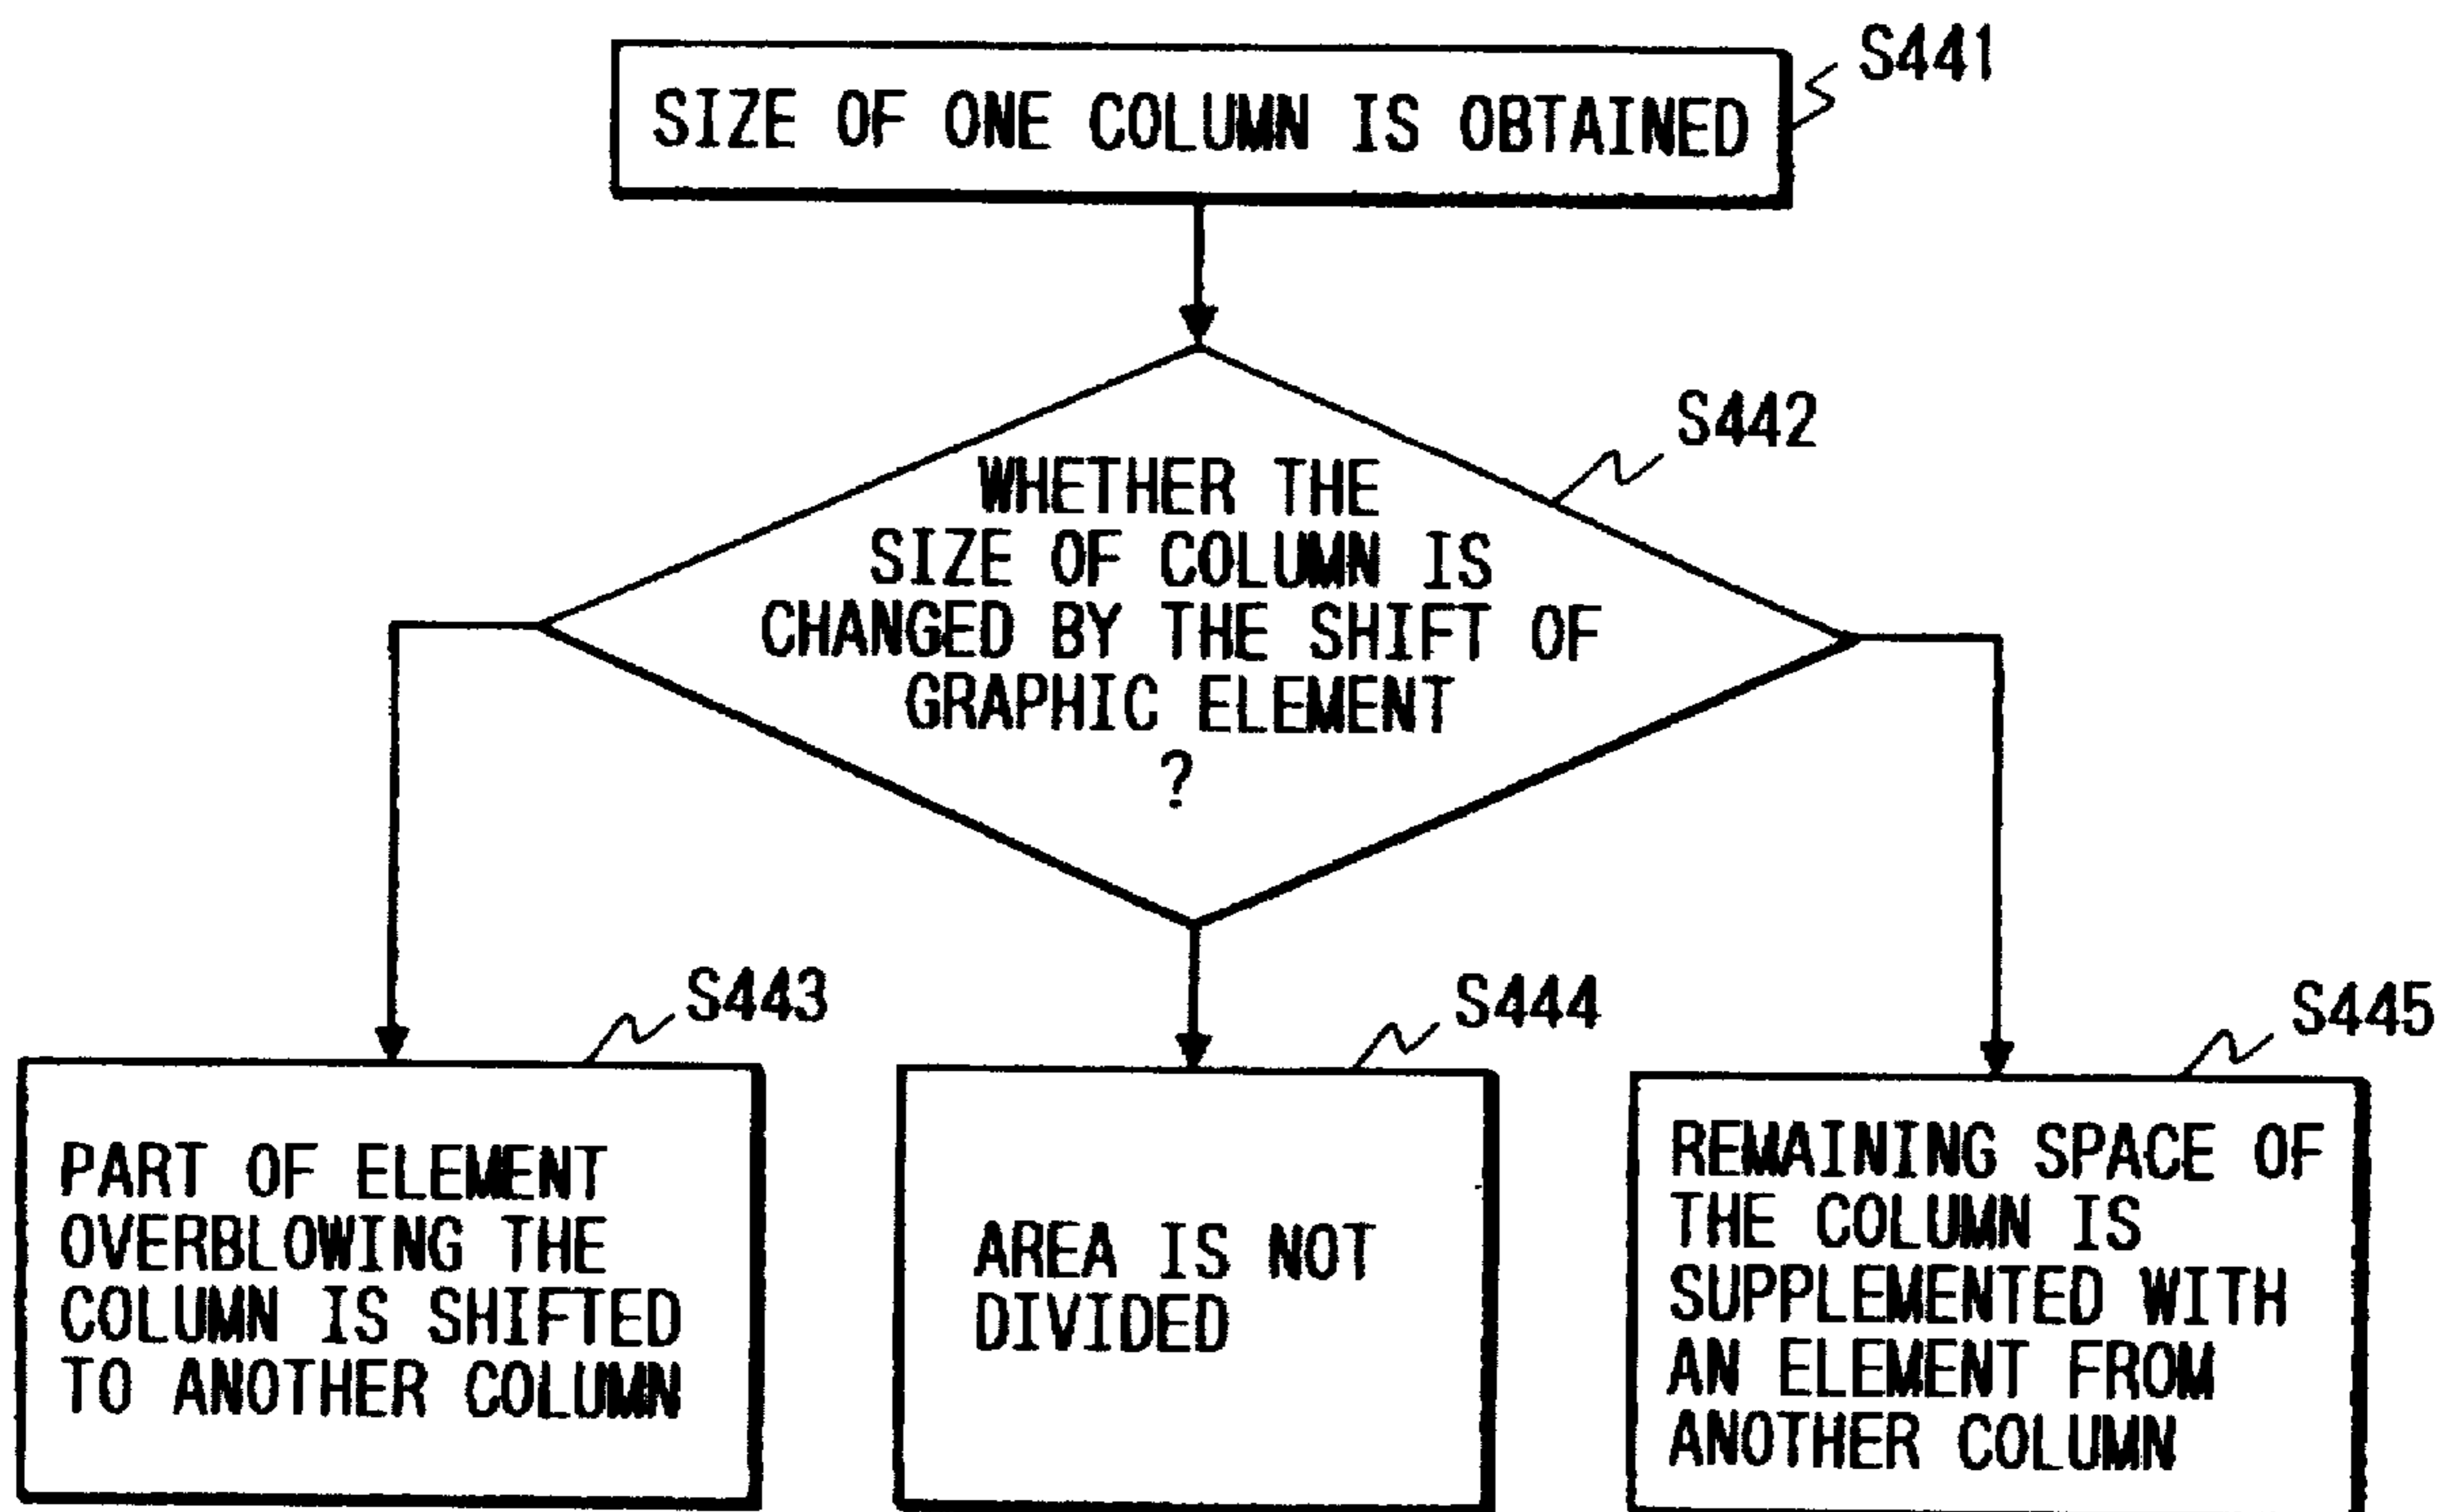 S441
SIZE OF ONE COLUMN IS OBTAINED
S442
WHETHER THE
SIZE OF COLUMN IS
CHANGED BY THE SHIFT OF
GRAPHIC ELEMENT
?
S443
PART OF ELEMENT
OVERBLOWING THE
COLUMN IS SHIFTED
TO ANOTHER COLUMN
S444
AREA IS NOT
DIVIDED
S445
REMAINING SPACE OF
THE COLUMN IS
SUPPLEMENTED WITH
AN ELEMENT FROM
ANOTHER COLUMN